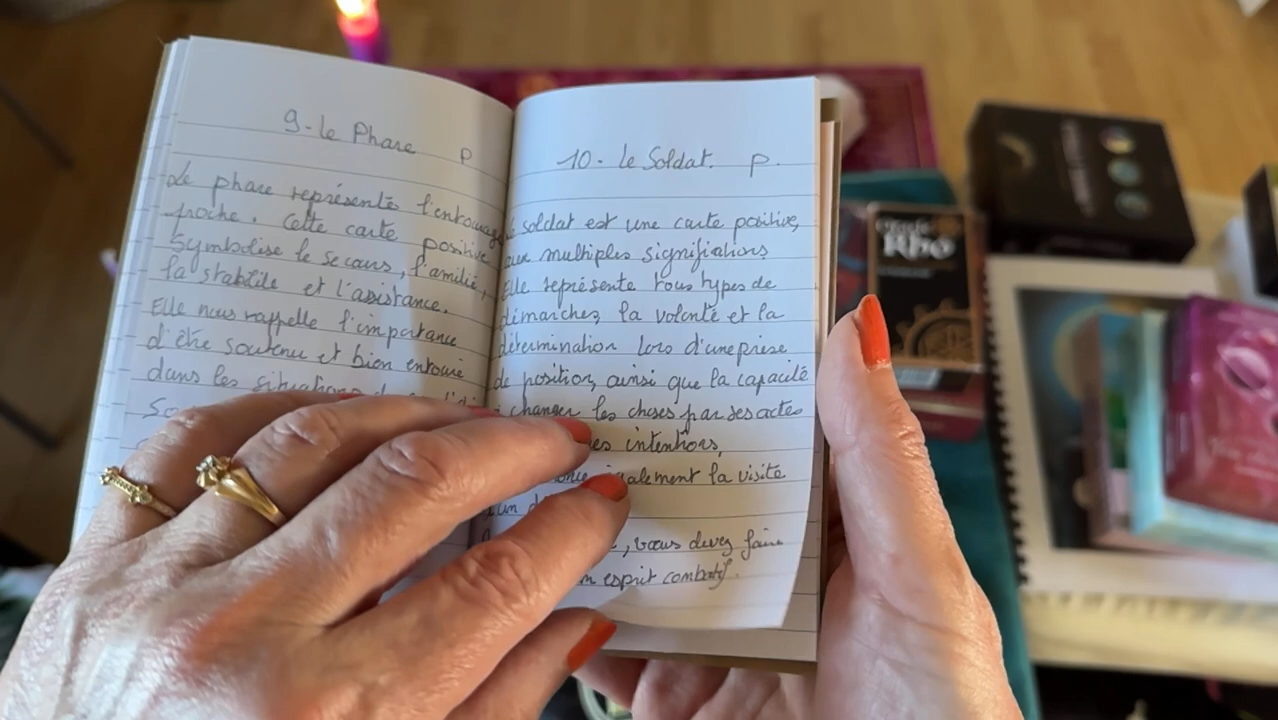 9- le Phare P
Le phare représente l'entourage
proche. Cette carte positive
Symbolise le secours, l'amitié,
la stabilité et l'assistance.
Elle nous rappelle l'importance
d'être soutenu et bien entouré
dans les situations
10- Le Soldat. P.
soldat est une carte positive,
aux multiples signifiations
Elle représente tous types de
démarches, la volonté et la
détermination lors d'une prise
de position, ainsi que la capacité
changer les choses par ses actes
ses intentions,
également la visite
un
, vous devez faire
esprit combatif.
Rho